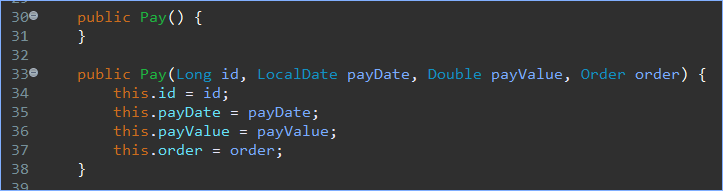 30 public Pay() {
31 }
32
33 public Pay(Long id, LocalDate payDate, Double payValue, Order order) {
34 this.id = id;
35 this.payDate = payDate;
36 this.payValue = payValue;
37 this.order = order;
38 }